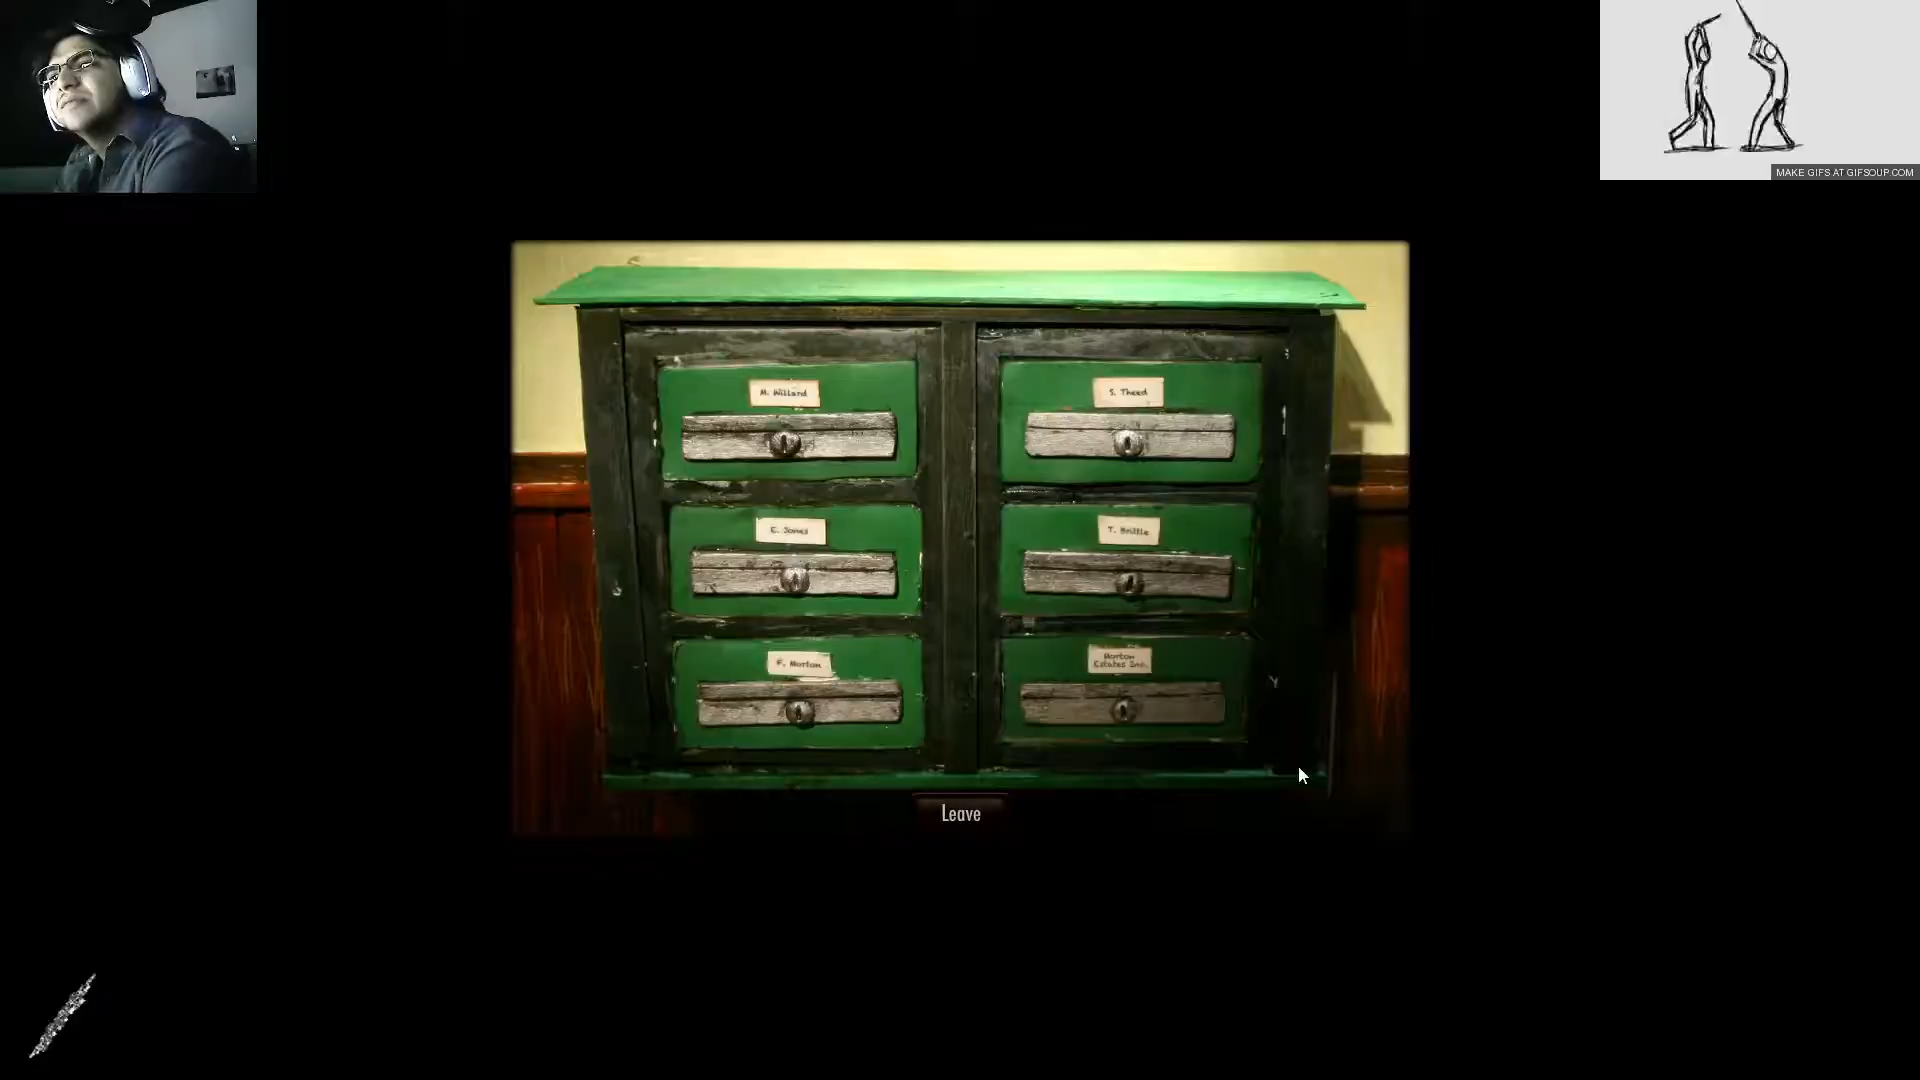 MAKE GIFS AT GIFSOUP.COM
M. Willard
S. Theed
E. Jones
T. Brittle
F. Morton
Morton
Estates Inc.
Leave